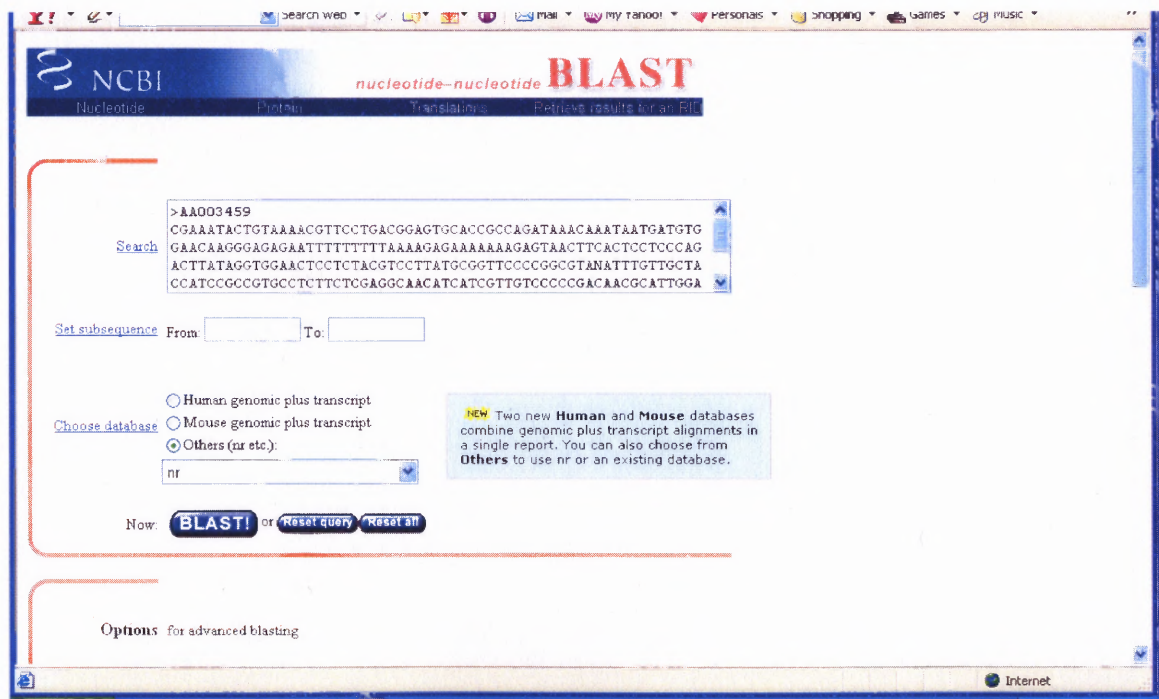 Y! Search Web Mail My Yahoo! Personals Shopping Games Music
NCBI
nucleotide-nucleotide BLAST
Nucleotide Protein Translations Retrieve results for an RID
>AA003459
CGAAATACTGTAAAACGTTCCTGACGGAGTGCACCGCCAGATAAACAAATAATGATGTG
Search GAACAAGGGAGAGAATTTTTTTTTAAAAGAGAAAAAAAGAGTAACTTCACTCCTCCCAG
ACTTATAGGTGGAACTCCTCTACGTCCTTATGCGGTTCCCCGGCGTANATTTGTTGCTA
CCATCCGCCGTGCCTCTTCTCGAGGCAACATCATCGTTGTCCCCCGACAACGCATTGGA
Set subsequence From: To:
Human genomic plus transcript
Choose database Mouse genomic plus transcript
Others (nr etc.):
nr
NEW Two new Human and Mouse databases
combine genomic plus transcript alignments in
a single report. You can also choose from
Others to use nr or an existing database.
Now: BLAST! or Reset query Reset all
Options for advanced blasting
Internet